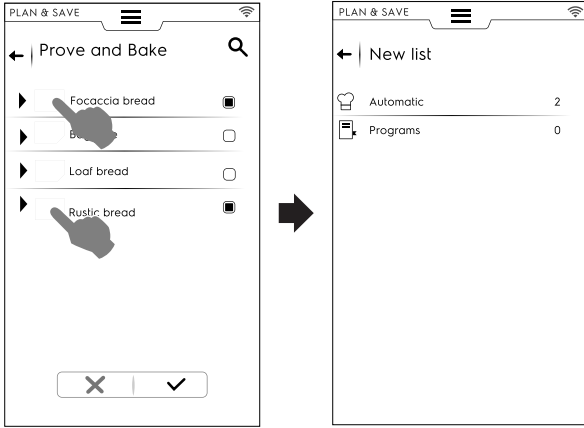 PLAN & SAVE
Prove and Bake
Focaccia bread
Loaf bread
Rustic bread
PLAN & SAVE
New list
Automatic 2
Programs 0